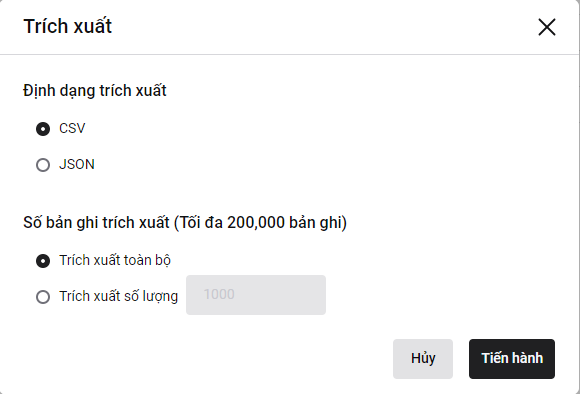 Trích xuất
Định dạng trích xuất
CSV
JSON
Số bản ghi trích xuất (Tối đa 200,000 bản ghi)
Trích xuất toàn bộ
Trích xuất số lượng 1000
Hủy Tiến hành